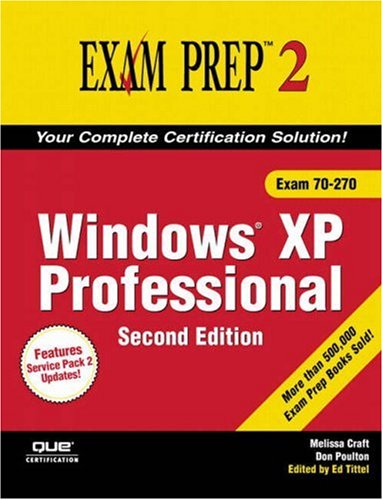 EXAM PREP™ 2
Your Complete Certification Solution!
Exam 70-270
Windows® XP
Professional
Second Edition
Features
Service Pack 2
Updates!
More than 500,000
Exam Prep Books Sold!
Melissa Craft
Don Poulton
Edited by Ed Tittel
QUE®
CERTIFICATION